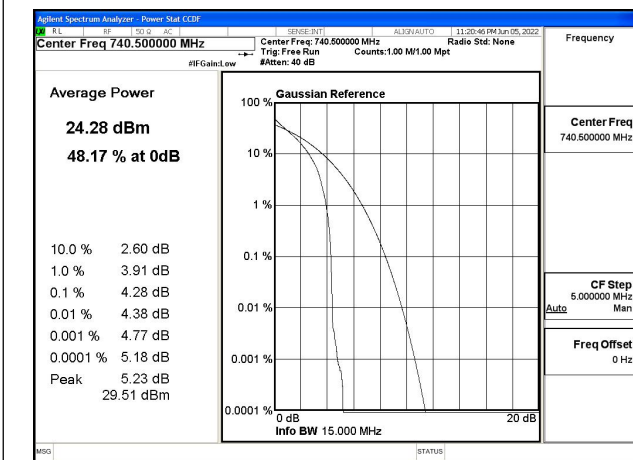 Agilent Spectrum Analyzer - Power Stat CCDF
LXI RL RF 50 Ω AC SENSE:INT ALIGN AUTO 11:20:46 PM Jun 05, 2022
Center Freq 740.500000 MHz
Center Freq: 740.500000 MHz Radio Std: None
Trig: Free Run Counts:1.00 M/1.00 Mpt
#IFGain:Low #Atten: 40 dB
Frequency
Average Power
24.28 dBm
48.17 % at 0dB
10.0 % 2.60 dB
1.0 % 3.91 dB
0.1 % 4.28 dB
0.01 % 4.38 dB
0.001 % 4.77 dB
0.0001 % 5.18 dB
Peak 5.23 dB
29.51 dBm
Gaussian Reference
100 %
10 %
1 %
0.1 %
0.01 %
0.001 %
0.0001 %
0 dB 20 dB
Info BW 15.000 MHz
Center Freq
740.500000 MHz
CF Step
5.000000 MHz
Auto Man
Freq Offset
0 Hz
MSG STATUS